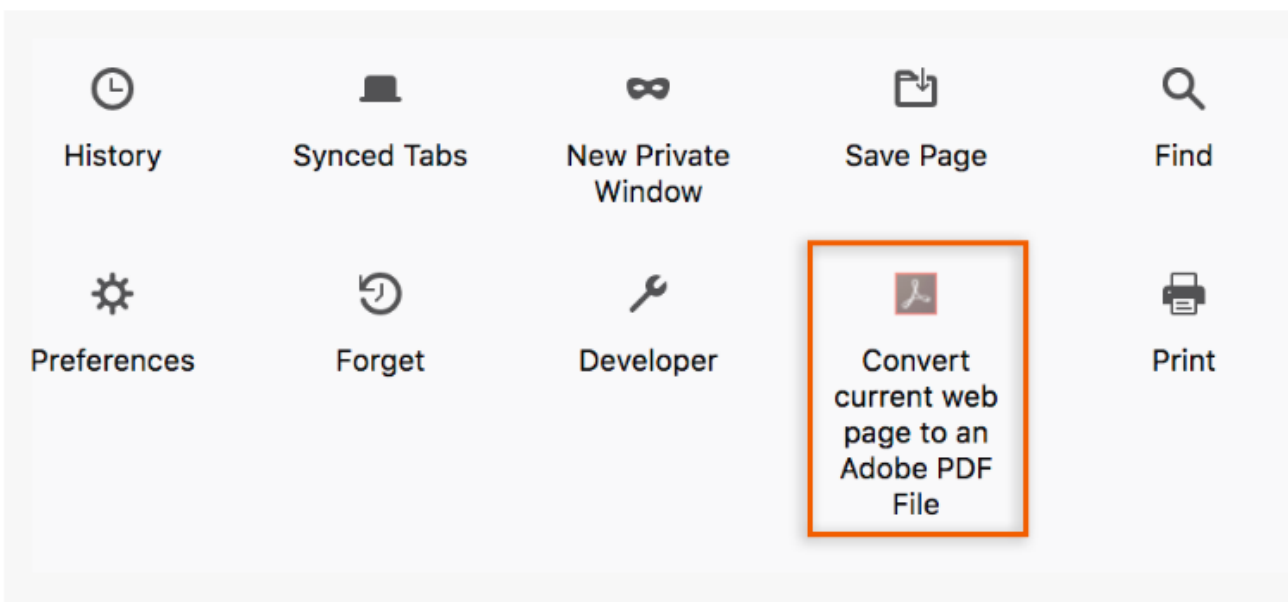 History
Synced Tabs
New Private
Window
Save Page
Find
Preferences
Forget
Developer
Convert
current web
page to an
Adobe PDF
File
Print